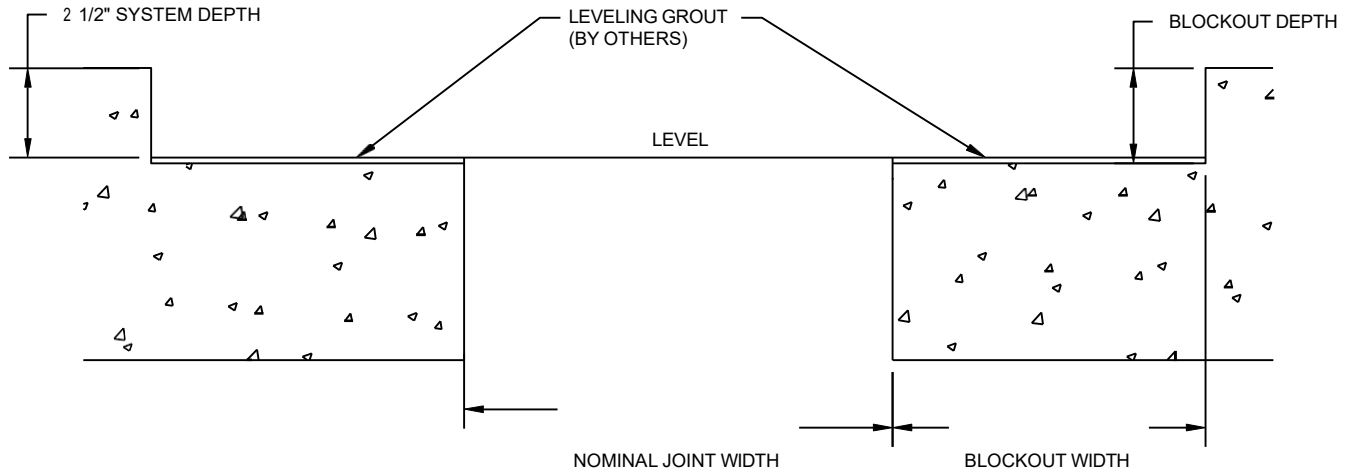 2 1/2" SYSTEM DEPTH
LEVELING GROUT
(BY OTHERS)
BLOCKOUT DEPTH
LEVEL
NOMINAL JOINT WIDTH
BLOCKOUT WIDTH